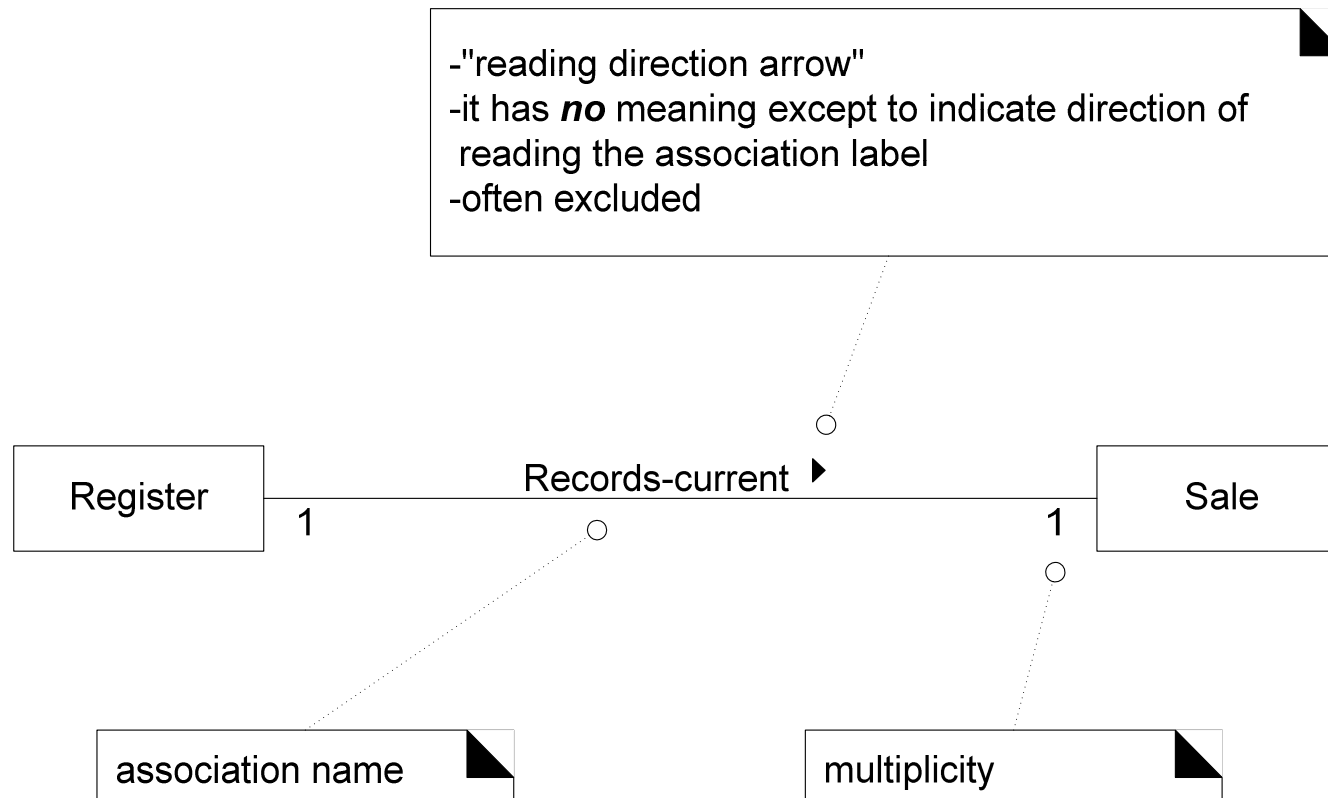 -"reading direction arrow"
-it has no meaning except to indicate direction of
reading the association label
-often excluded
Records-current
Register
Sale
1
1
association name
multiplicity